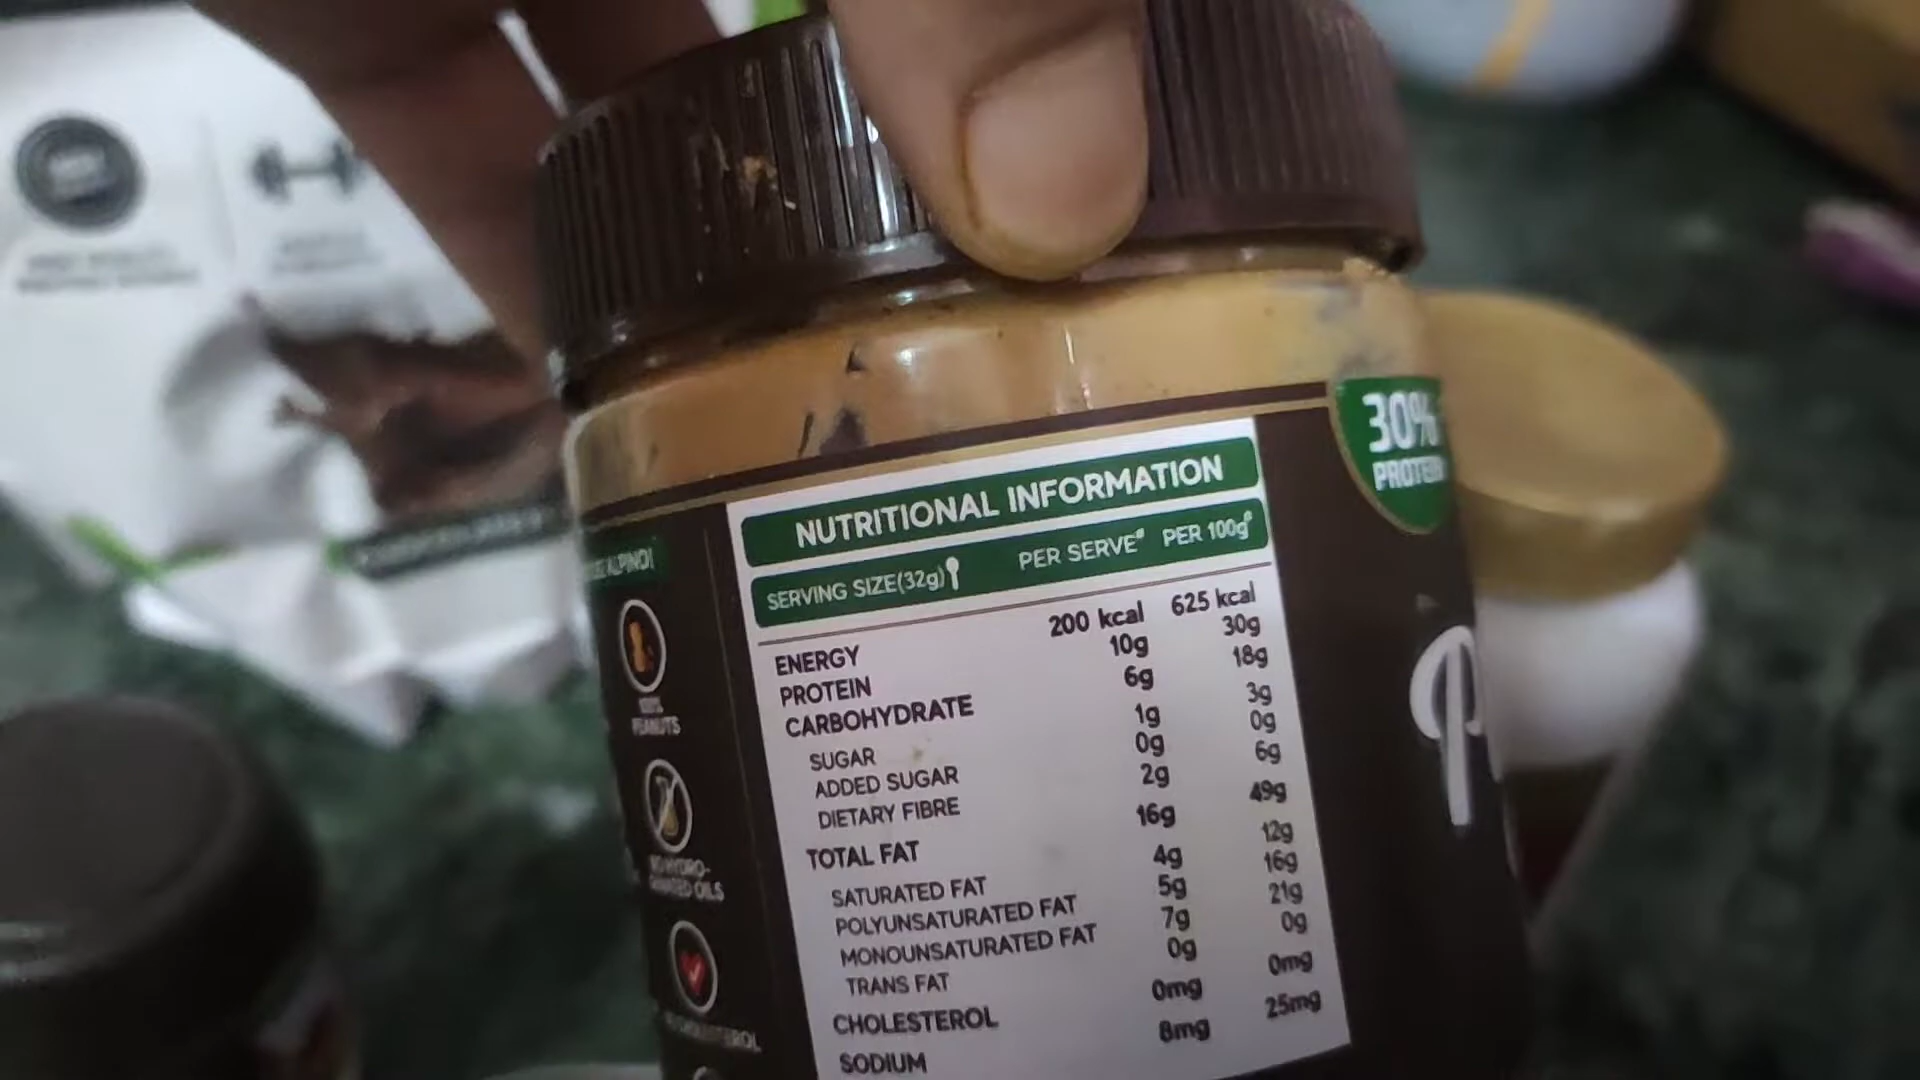 NUTRITIONAL INFORMATION
SERVING SIZE(32g) PER SERVE# PER 100g#
ENERGY 200 kcal 625 kcal
PROTEIN 10g 30g
CARBOHYDRATE 6g 18g
SUGAR 1g 3g
ADDED SUGAR 0g 0g
DIETARY FIBRE 2g 6g
TOTAL FAT 16g 49g
SATURATED FAT 4g 12g
POLYUNSATURATED FAT 5g 16g
MONOUNSATURATED FAT 7g 21g
TRANS FAT 0g 0g
CHOLESTEROL 0mg 0mg
SODIUM 8mg 25mg
30%
PROTEIN
ALPINO!
100%
PEANUTS
OILS